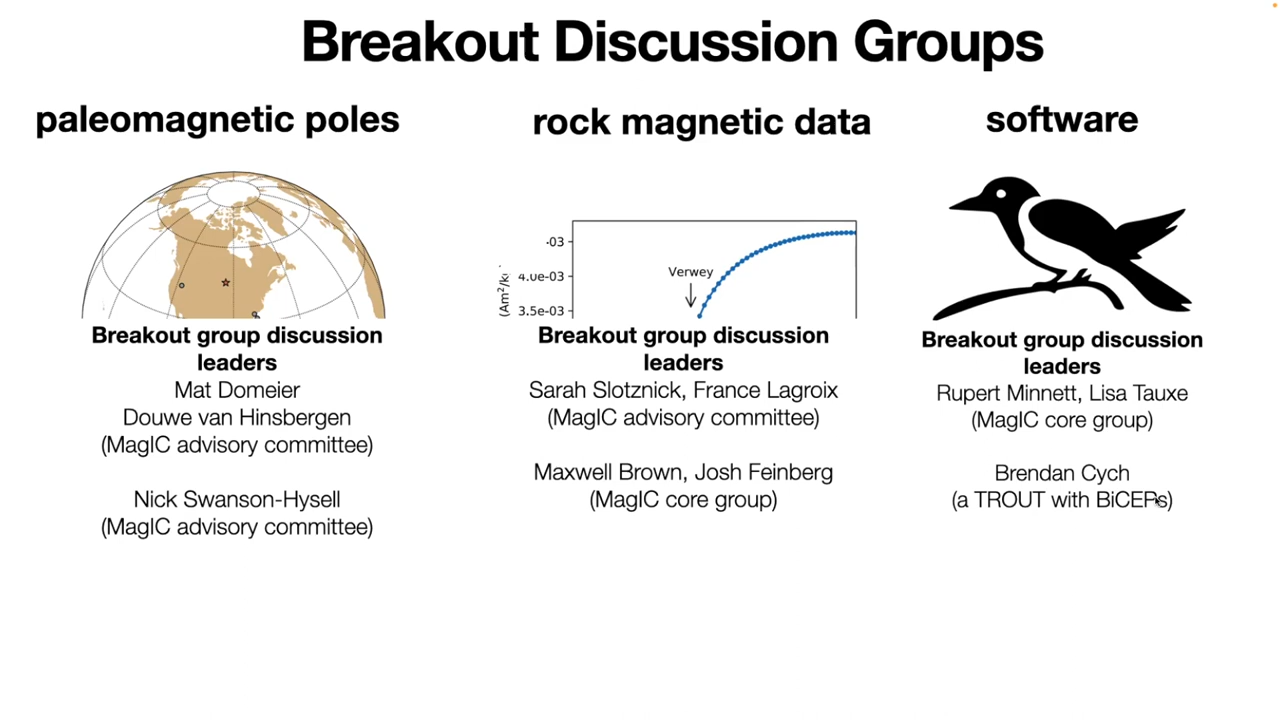 Breakout Discussion Groups
paleomagnetic poles
Breakout group discussion
leaders
Mat Domeier
Douwe van Hinsbergen
(MagIC advisory committee)
Nick Swanson-Hysell
(MagIC advisory committee)
rock magnetic data
-03
4.0e-03
3.5e-03
Verwey
Breakout group discussion
leaders
Sarah Slotznick, France Lagroix
(MagIC advisory committee)
Maxwell Brown, Josh Feinberg
(MagIC core group)
software
Breakout group discussion
leaders
Rupert Minnett, Lisa Tauxe
(MagIC core group)
Brendan Cych
(a TROUT with BiCEPs)